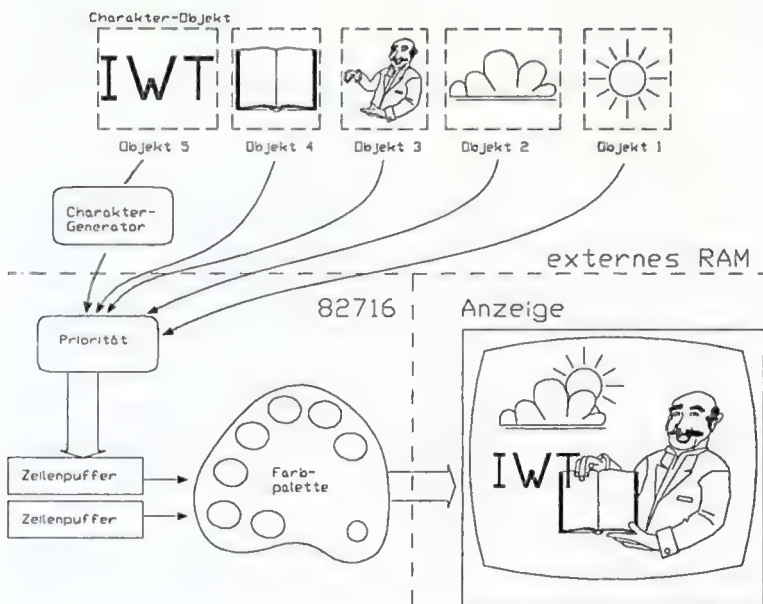 Charakter-Objekt
IWT
Objekt 5
Objekt 4
Objekt 3
Objekt 2
Objekt 1
Charakter-
Generator
externes RAM
82716
Anzeige
Priorität
IWT
Zeilenpuffer
Farb-
palette
Zeilenpuffer